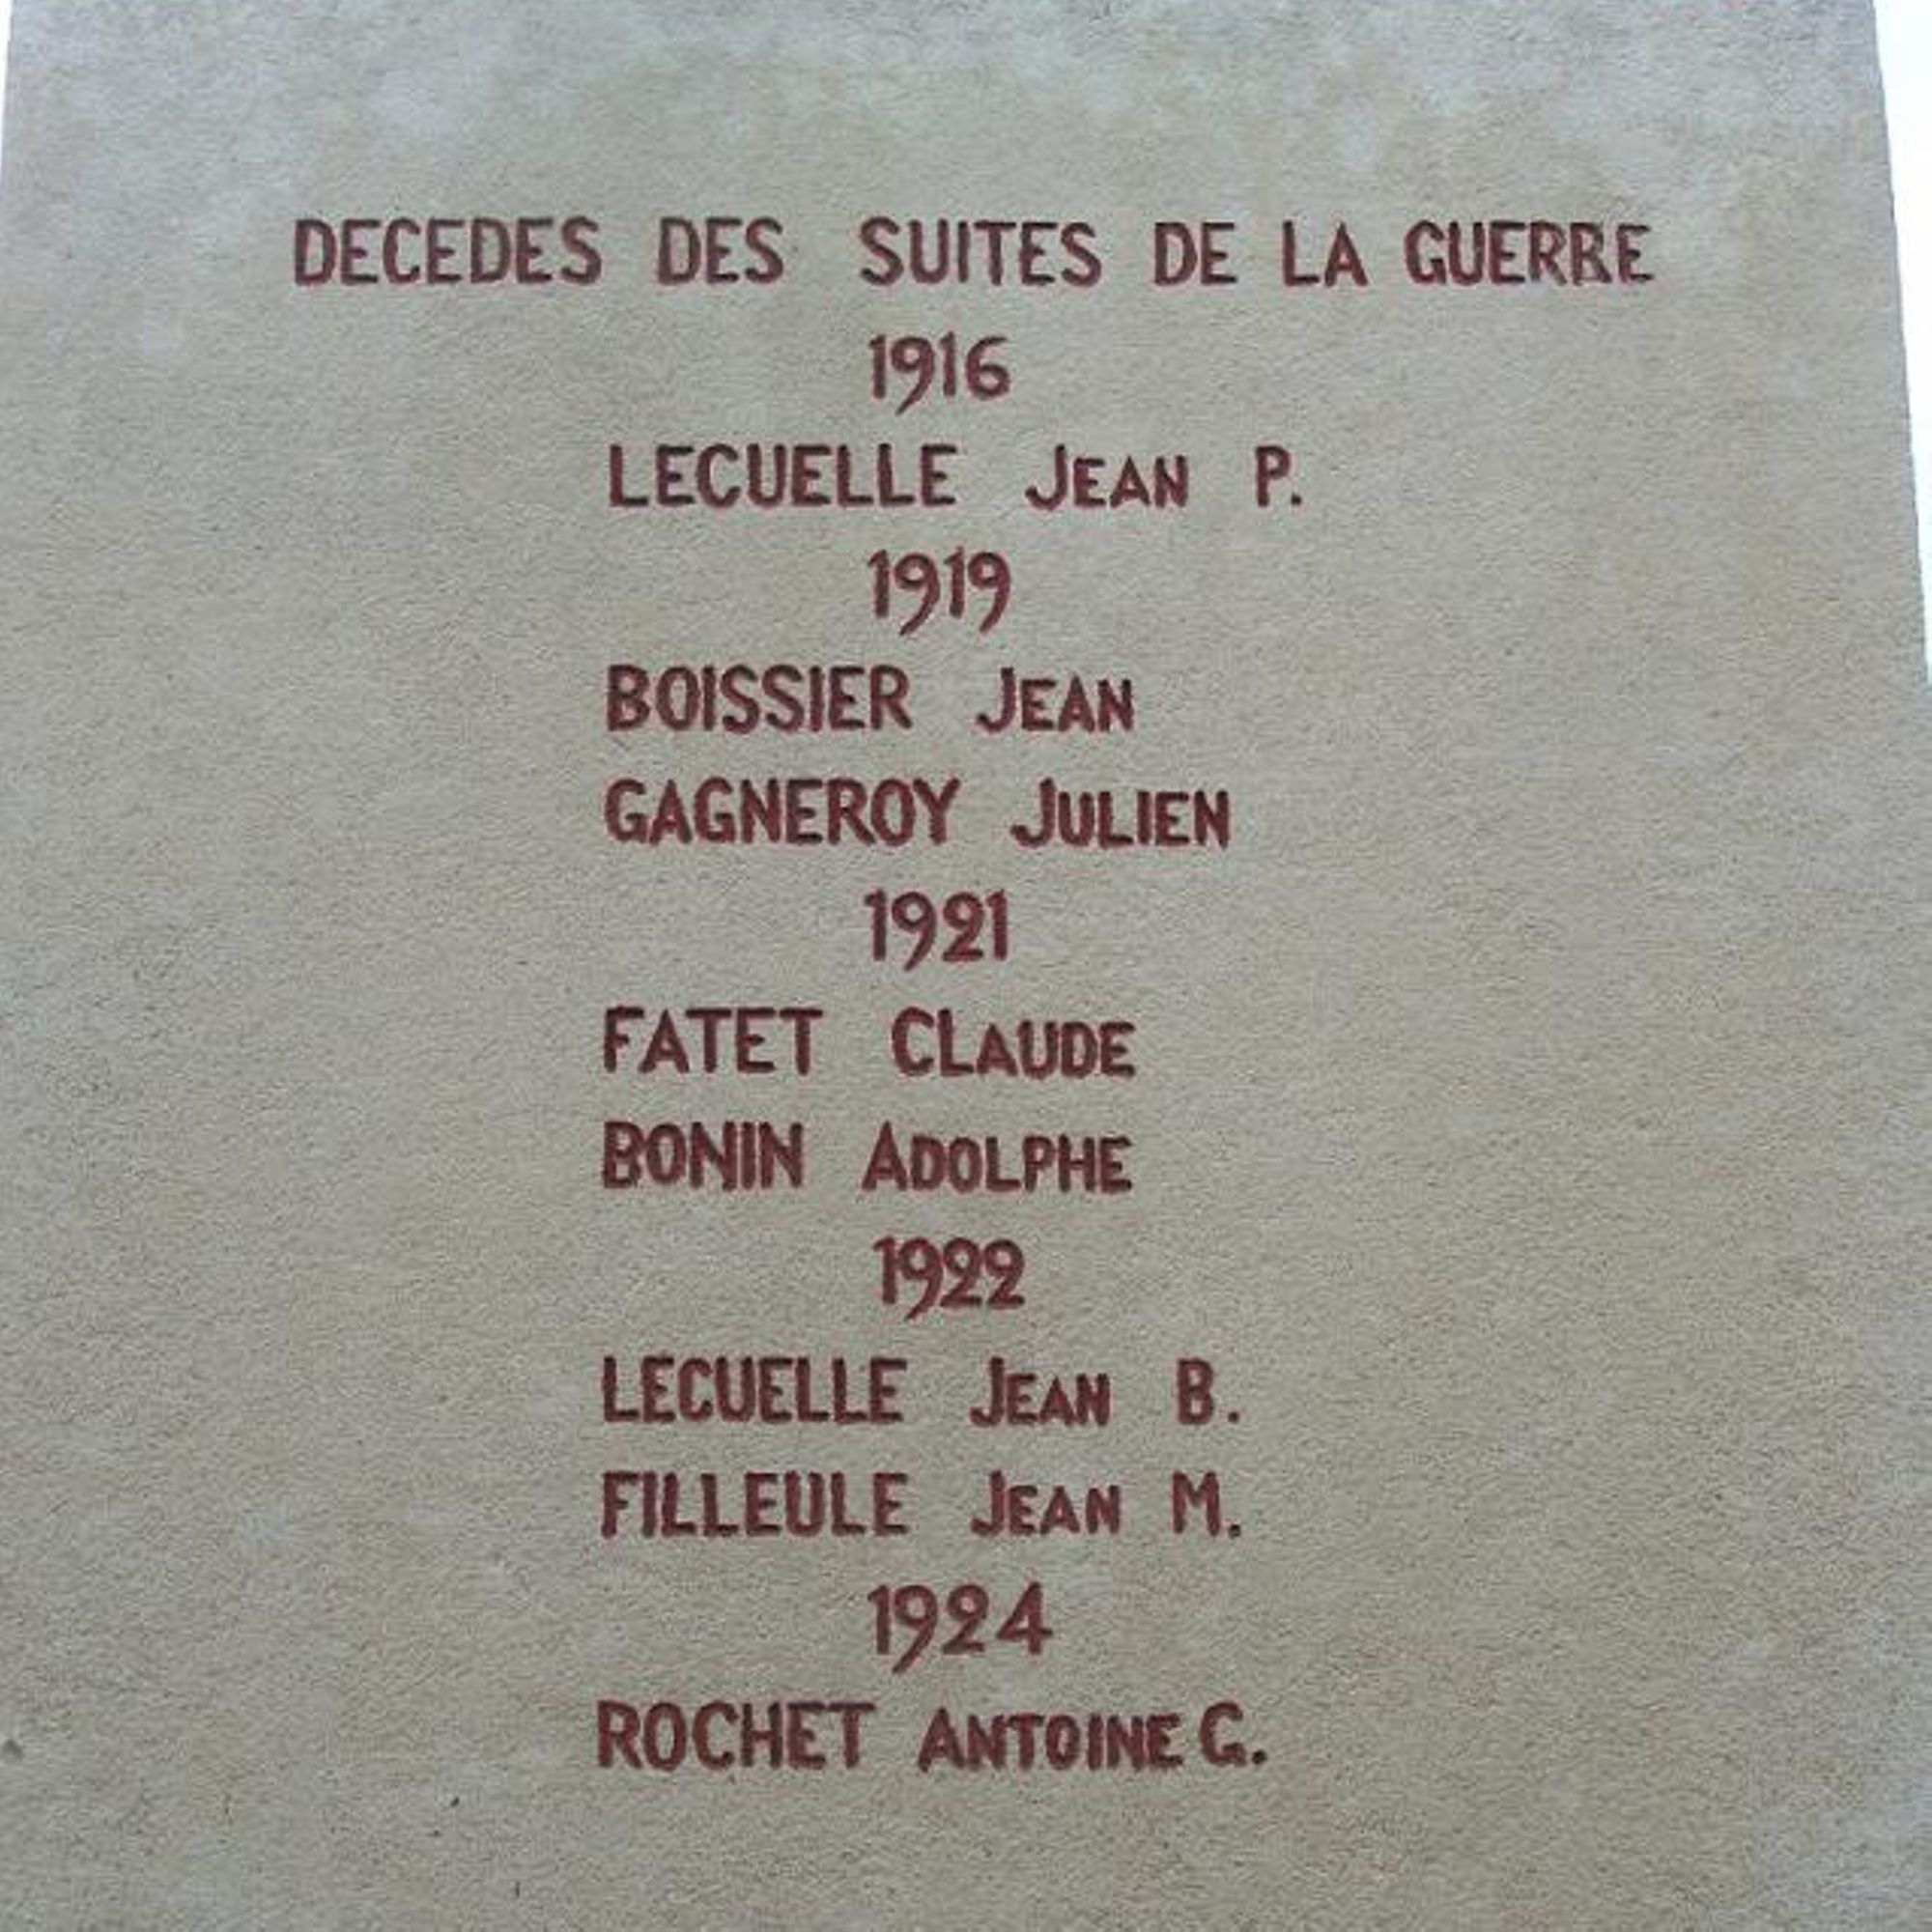 DECEDES DES SUITES DE LA GUERRE
1916
LECUELLE JEAN P.
1919
BOISSIER JEAN
GAGNEROY JULIEN
1921
FATET CLAUDE
BONIN ADOLPHE
1922
LECUELLE JEAN B.
FILLEULE JEAN M.
1924
ROCHET ANTOINE G.